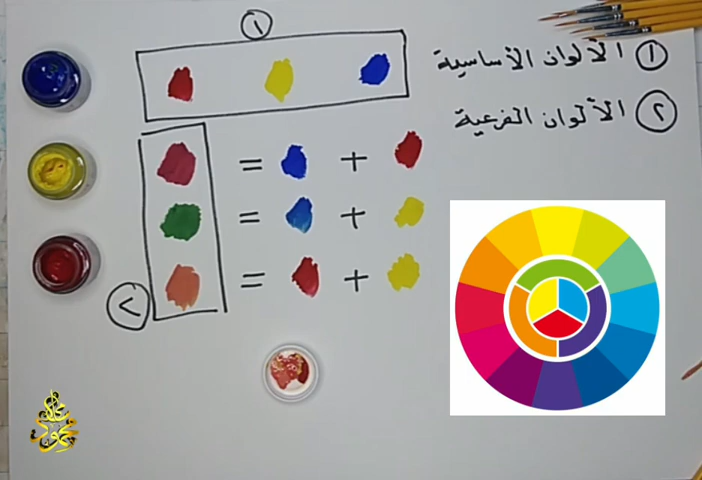 ١
١ الألوان الأساسية
٢ الألوان الفرعية
= +
= +
= +
٢